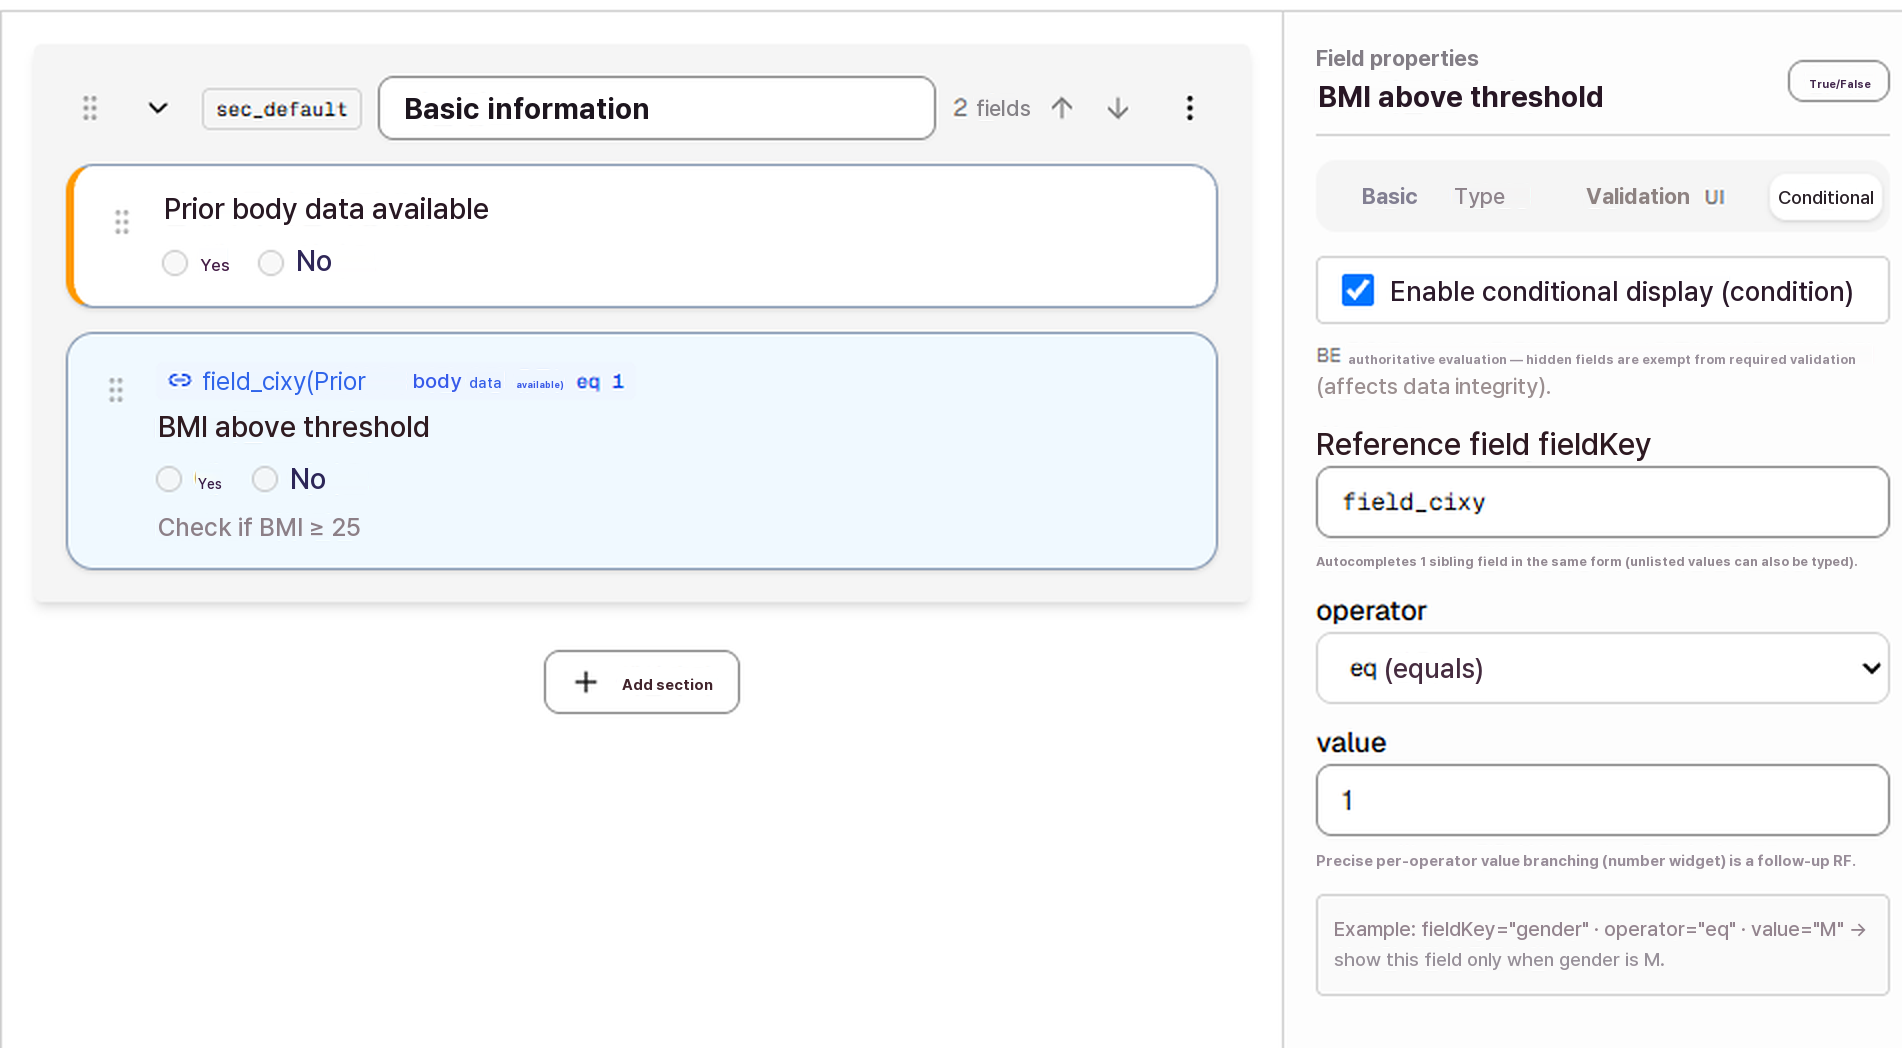 sec_default Basic information 2 fields
Prior body data available
Yes No
field_cixy(Prior body data available) eq 1
BMI above threshold
Yes No
Check if BMI ≥ 25
Add section
Field properties
BMI above threshold True/False
Basic Type Validation UI Conditional
Enable conditional display (condition)
BE authoritative evaluation — hidden fields are exempt from required validation
(affects data integrity).
Reference field fieldKey
field_cixy
Autocompletes 1 sibling field in the same form (unlisted values can also be typed).
operator
eq (equals)
value
1
Precise per-operator value branching (number widget) is a follow-up RF.
Example: fieldKey="gender" · operator="eq" · value="M" →
show this field only when gender is M.